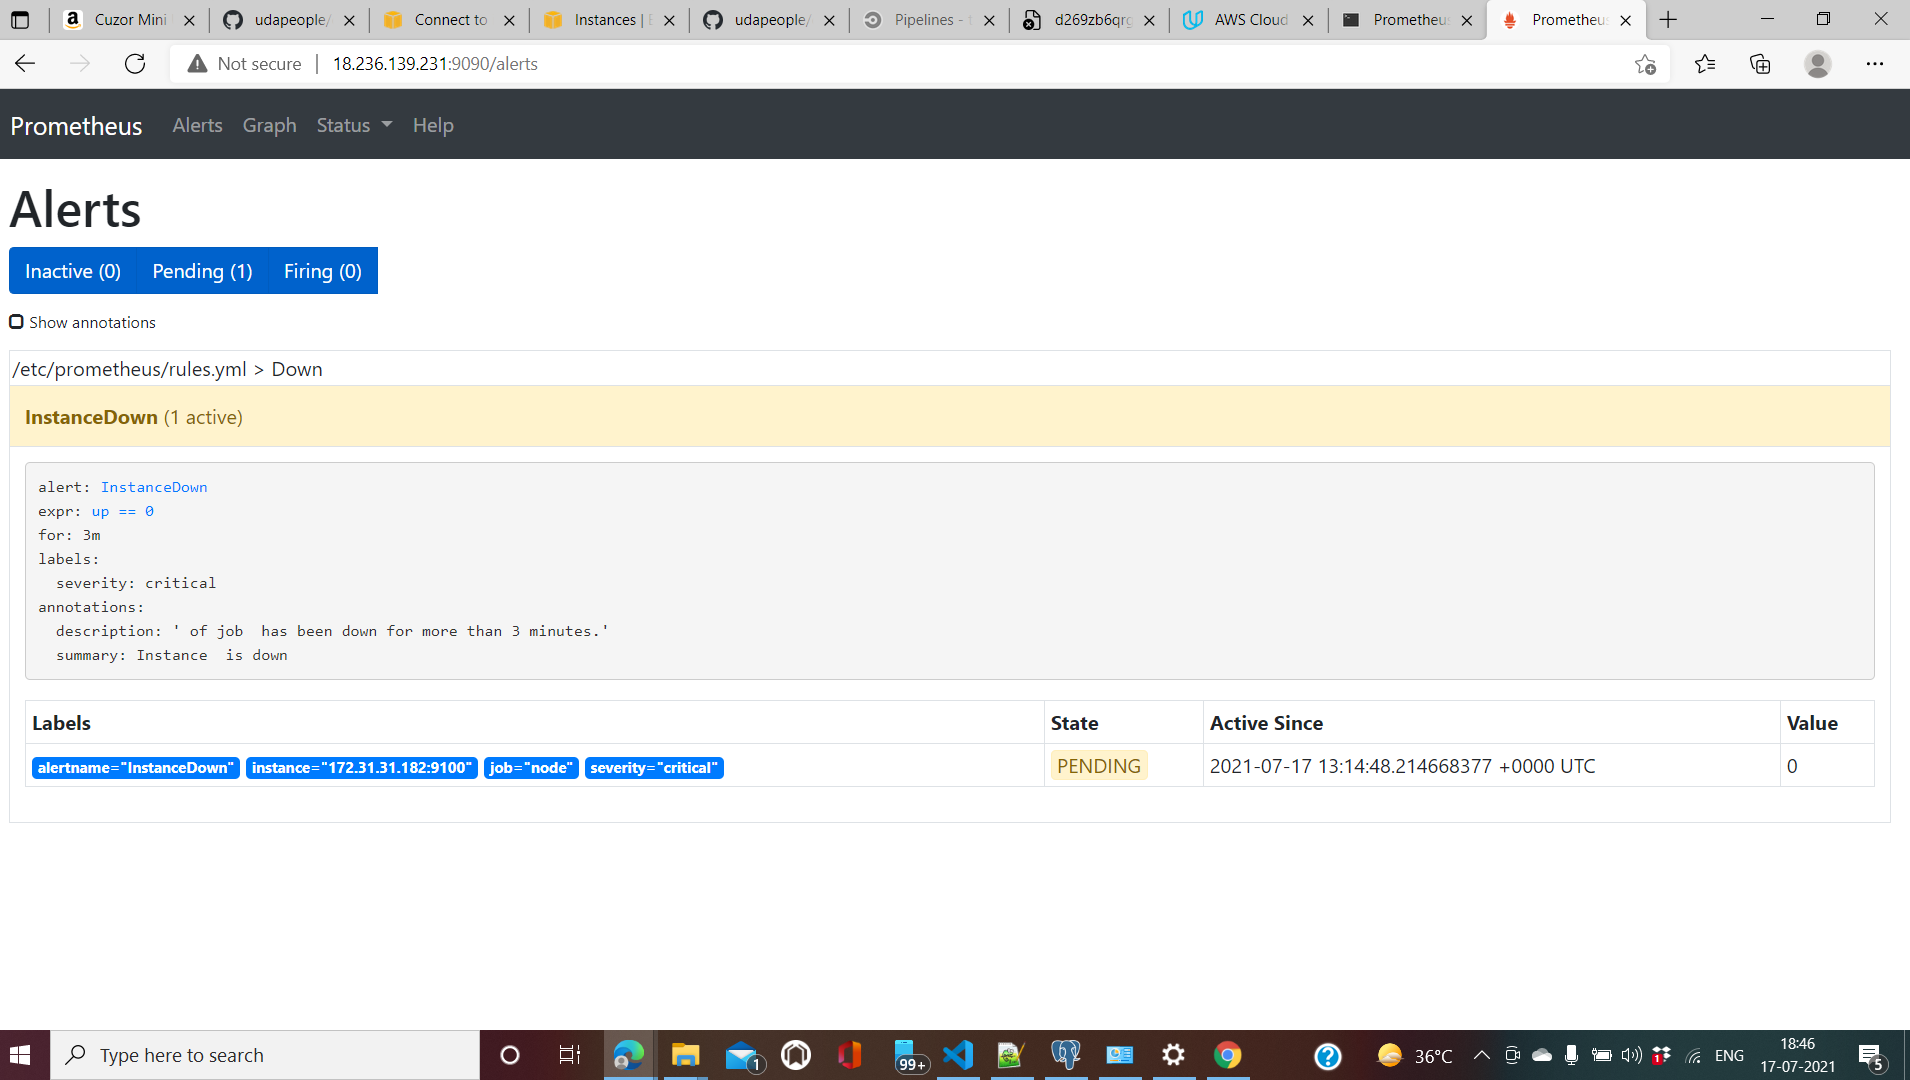 Cuzor Mini
udapeople/
Connect to
Instances | E
udapeople/
Pipelines - t
d269zb6qrg
AWS Cloud
Prometheus
Prometheus
Not secure
18.236.139.231:9090/alerts
Prometheus Alerts Graph Status Help
Alerts
Inactive (0) Pending (1) Firing (0)
Show annotations
/etc/prometheus/rules.yml > Down
InstanceDown (1 active)
alert: InstanceDown
expr: up == 0
for: 3m
labels:
severity: critical
annotations:
description: ' of job  has been down for more than 3 minutes.'
summary: Instance  is down
Labels State Active Since Value
alertname="InstanceDown" instance="172.31.31.182:9100" job="node" severity="critical" PENDING 2021-07-17 13:14:48.214668377 +0000 UTC 0
Type here to search
1
99+
36°C
1
ENG
18:46
17-07-2021
5